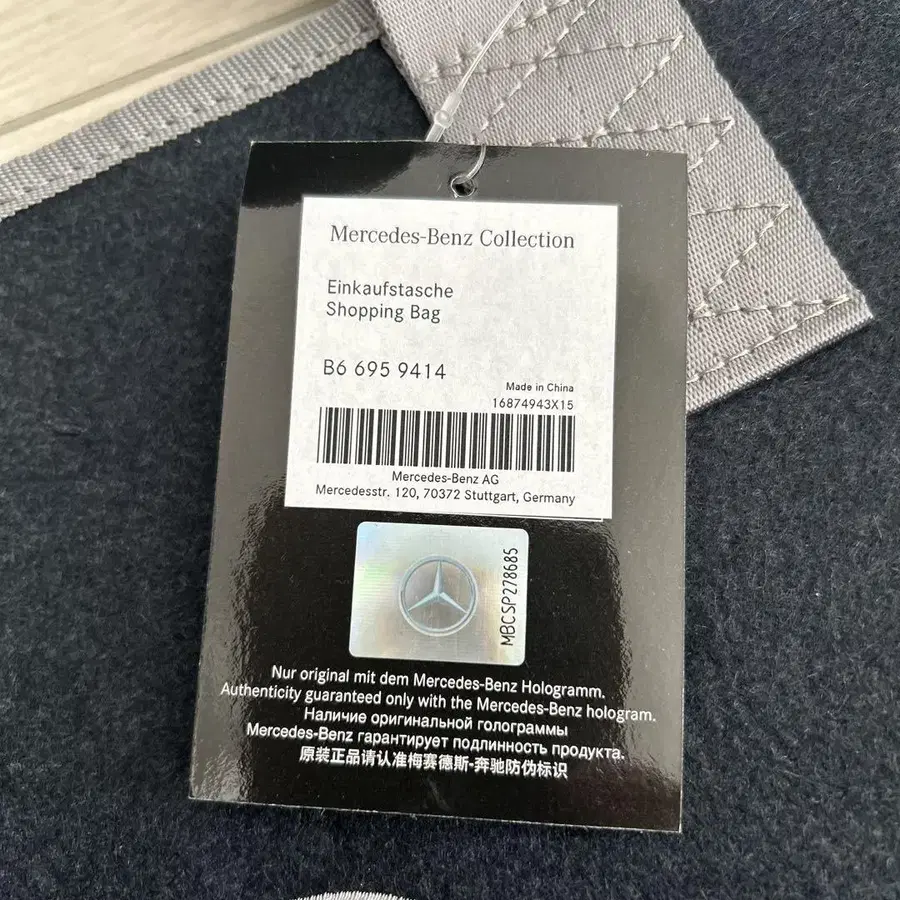 Mercedes-Benz Collection
Einkaufstasche
Shopping Bag
B6 695 9414
Made in China
16874943X15
Mercedes-Benz AG
Mercedesstr. 120, 70372 Stuttgart, Germany
MBCSP278685
Nur original mit dem Mercedes-Benz Hologramm.
Authenticity guaranteed only with the Mercedes-Benz hologram.
Наличие оригинальной голограммы
Mercedes-Benz гарантирует подлинность продукта.
原装正品请认准梅赛德斯-奔驰防伪标识